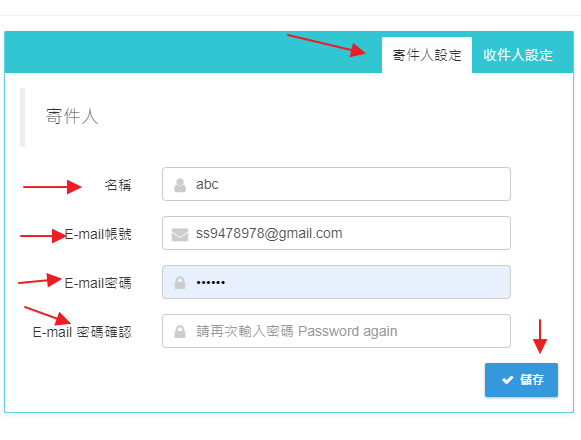 寄件人設定 收件人設定
寄件人
名稱 abc
E-mail帳號 ss9478978@gmail.com
E-mail密碼 ••••••
E-mail 密碼確認 請再次輸入密碼 Password again
儲存